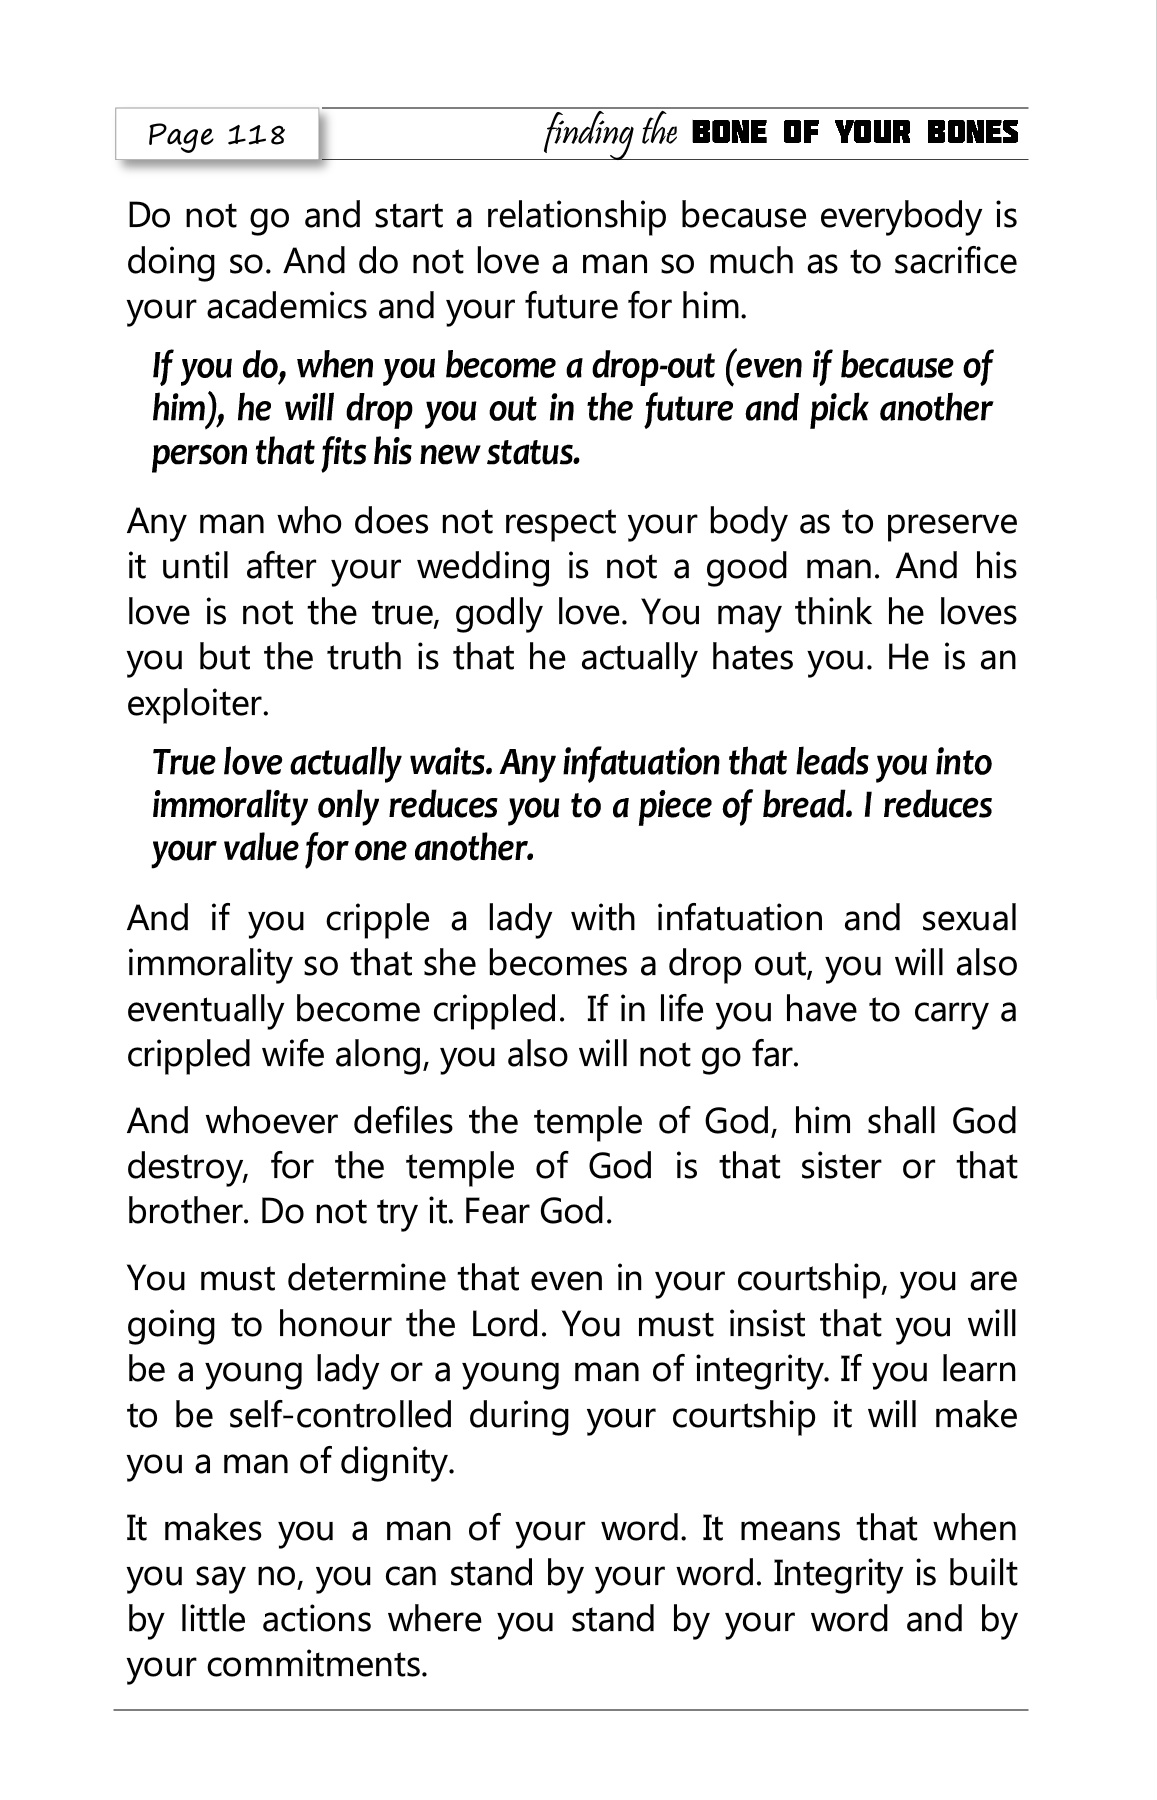 Page 118
finding the BONE OF YOUR BONES
Do not go and start a relationship because everybody is
doing so. And do not love a man so much as to sacrifice
your academics and your future for him.
If you do, when you become a drop-out (even if because of
him), he will drop you out in the future and pick another
person that fits his new status.
Any man who does not respect your body as to preserve
it until after your wedding is not a good man. And his
love is not the true, godly love. You may think he loves
you but the truth is that he actually hates you. He is an
exploiter.
True love actually waits. Any infatuation that leads you into
immorality only reduces you to a piece of bread. I reduces
your value for one another.
And if you cripple a lady with infatuation and sexual
immorality so that she becomes a drop out, you will also
eventually become crippled.  If in life you have to carry a
crippled wife along, you also will not go far.
And whoever defiles the temple of God, him shall God
destroy, for the temple of God is that sister or that
brother. Do not try it. Fear God.
You must determine that even in your courtship, you are
going to honour the Lord. You must insist that you will
be a young lady or a young man of integrity. If you learn
to be self-controlled during your courtship it will make
you a man of dignity.
It makes you a man of your word. It means that when
you say no, you can stand by your word. Integrity is built
by little actions where you stand by your word and by
your commitments.